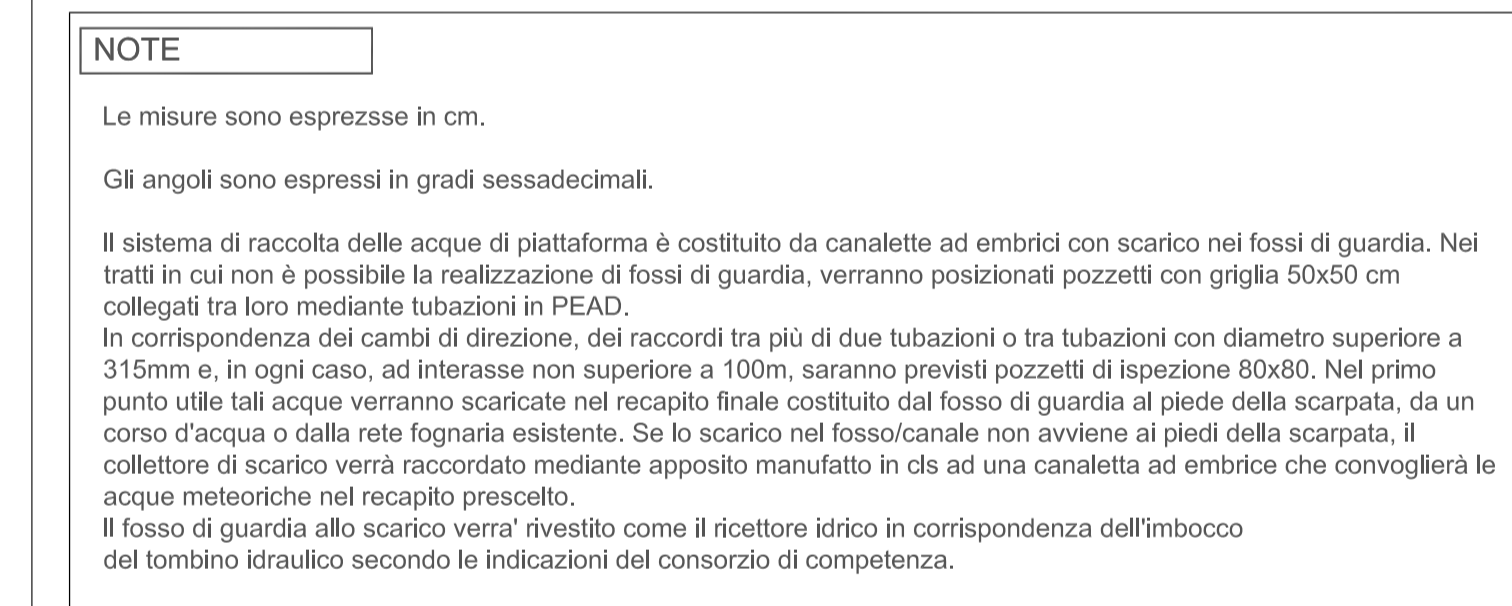 NOTE
Le misure sono esprezsse in cm.
Gli angoli sono espressi in gradi sessadecimali.
Il sistema di raccolta delle acque di piattaforma è costituito da canalette ad embrici con scarico nei fossi di guardia. Nei
tratti in cui non è possibile la realizzazione di fossi di guardia, verranno posizionati pozzetti con griglia 50x50 cm
collegati tra loro mediante tubazioni in PEAD.
In corrispondenza dei cambi di direzione, dei raccordi tra più di due tubazioni o tra tubazioni con diametro superiore a
315mm e, in ogni caso, ad interasse non superiore a 100m, saranno previsti pozzetti di ispezione 80x80. Nel primo
punto utile tali acque verranno scaricate nel recapito finale costituito dal fosso di guardia al piede della scarpata, da un
corso d'acqua o dalla rete fognaria esistente. Se lo scarico nel fosso/canale non avviene ai piedi della scarpata, il
collettore di scarico verrà raccordato mediante apposito manufatto in cls ad una canaletta ad embrice che convoglierà le
acque meteoriche nel recapito prescelto.
Il fosso di guardia allo scarico verra' rivestito come il ricettore idrico in corrispondenza dell'imbocco
del tombino idraulico secondo le indicazioni del consorzio di competenza.